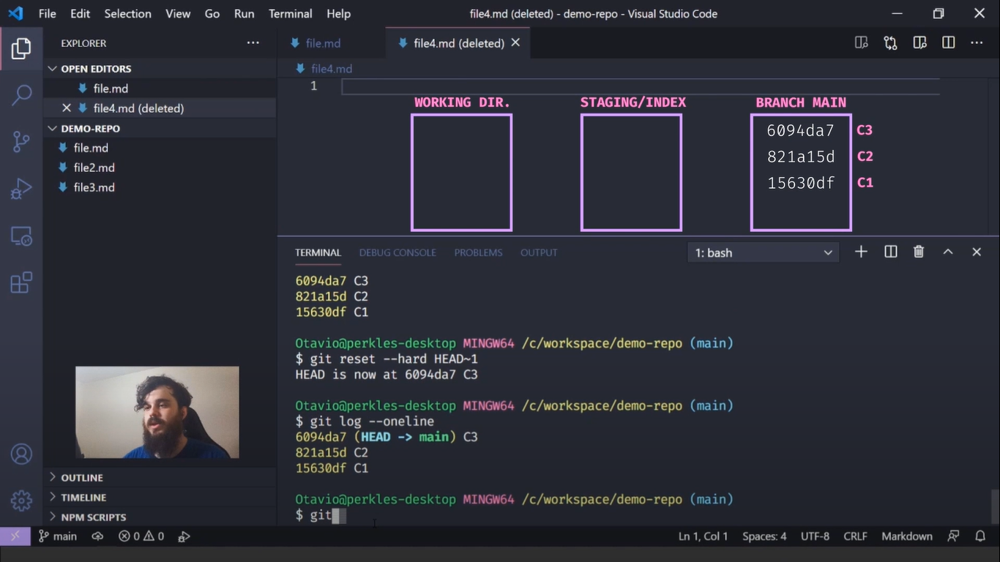 File Edit Selection View Go Run Terminal Help
file4.md (deleted) - demo-repo - Visual Studio Code
EXPLORER
OPEN EDITORS
file.md
file4.md (deleted)
DEMO-REPO
file.md
file2.md
file3.md
OUTLINE
TIMELINE
NPM SCRIPTS
file.md
file4.md (deleted)
file4.md
1
WORKING DIR. STAGING/INDEX BRANCH MAIN
6094da7 C3
821a15d C2
15630df C1
TERMINAL DEBUG CONSOLE PROBLEMS OUTPUT
1: bash
6094da7 C3
821a15d C2
15630df C1
Otavio@perkles-desktop MINGW64 /c/workspace/demo-repo (main)
$ git reset --hard HEAD~1
HEAD is now at 6094da7 C3
Otavio@perkles-desktop MINGW64 /c/workspace/demo-repo (main)
$ git log --oneline
6094da7 (HEAD -> main) C3
821a15d C2
15630df C1
Otavio@perkles-desktop MINGW64 /c/workspace/demo-repo (main)
$ git
main 0 0
Ln 1, Col 1 Spaces: 4 UTF-8 CRLF Markdown